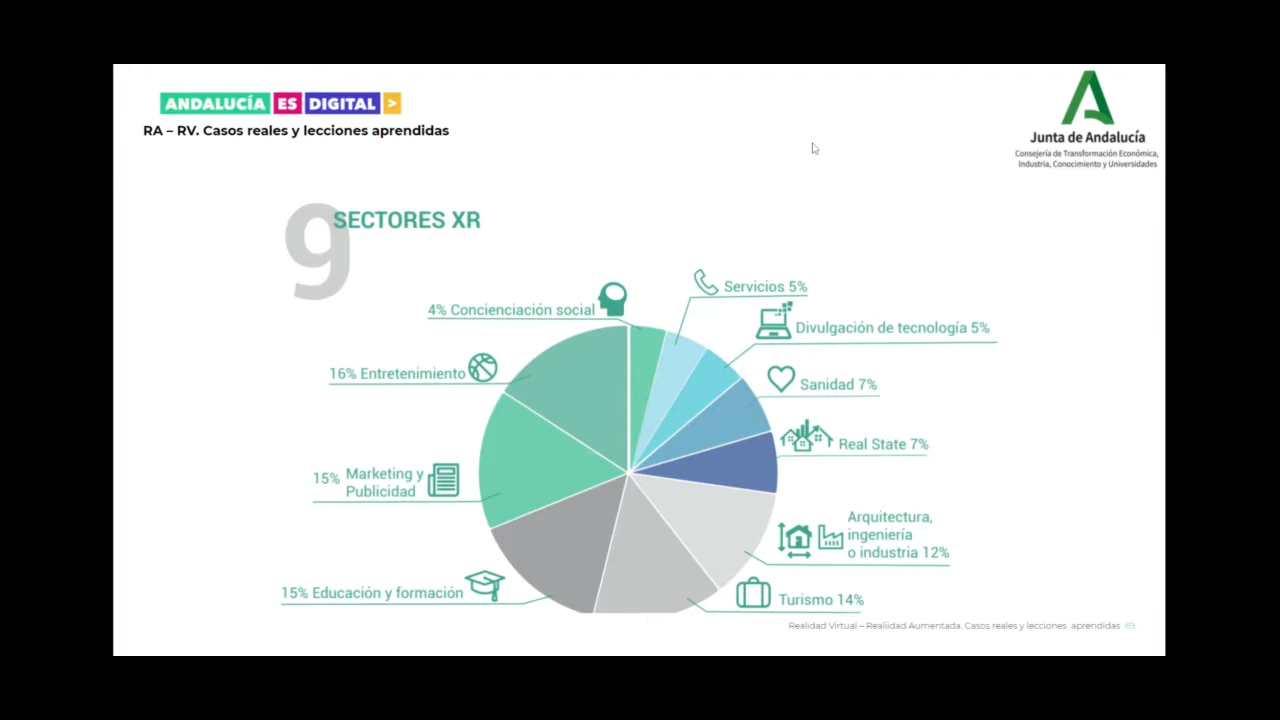 ANDALUCÍA ES DIGITAL >
RA – RV. Casos reales y lecciones aprendidas
Junta de Andalucía
Consejería de Transformación Económica,
Industria, Conocimiento y Universidades
9
SECTORES XR
Servicios 5%
4% Concienciación social
Divulgación de tecnología 5%
16% Entretenimiento
Sanidad 7%
Real State 7%
15% Marketing y
Publicidad
Arquitectura,
ingeniería
o industria 12%
15% Educación y formación
Turismo 14%
Realidad Virtual – Realiidad Aumentada. Casos reales y lecciones aprendidas 69